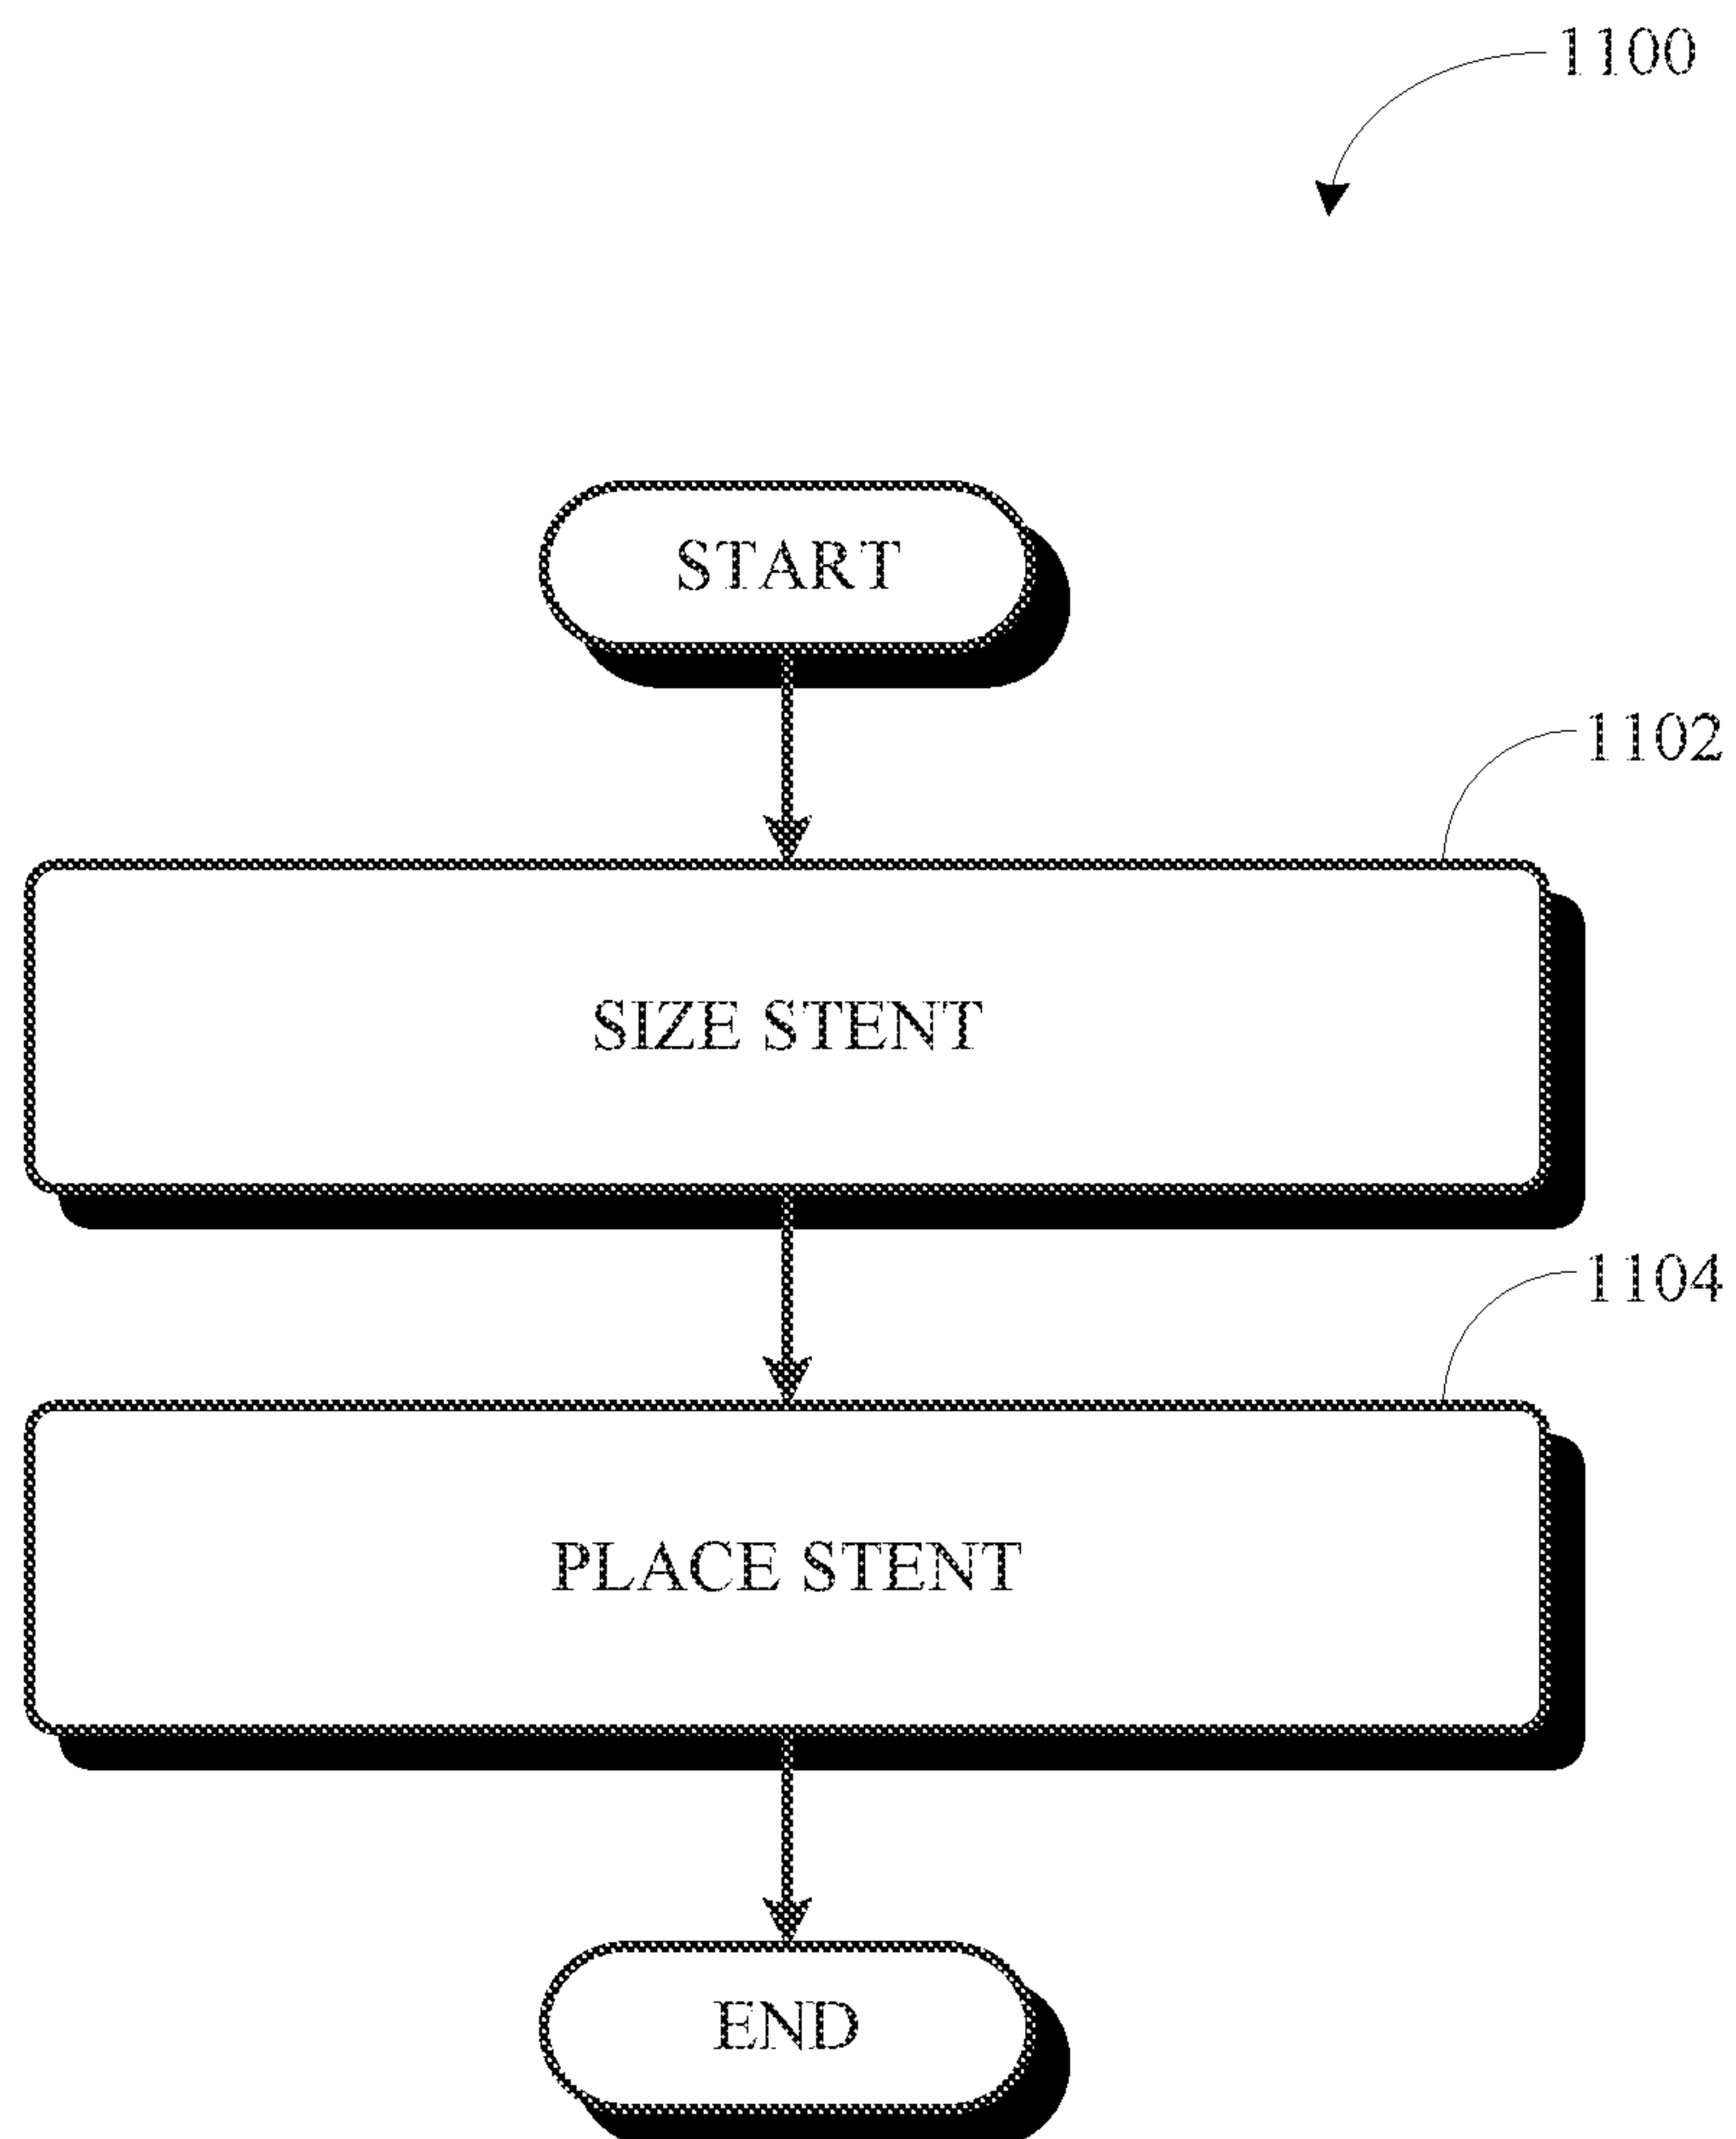 1100
START
1102
SIZE STENT
1104
PLACE STENT
END